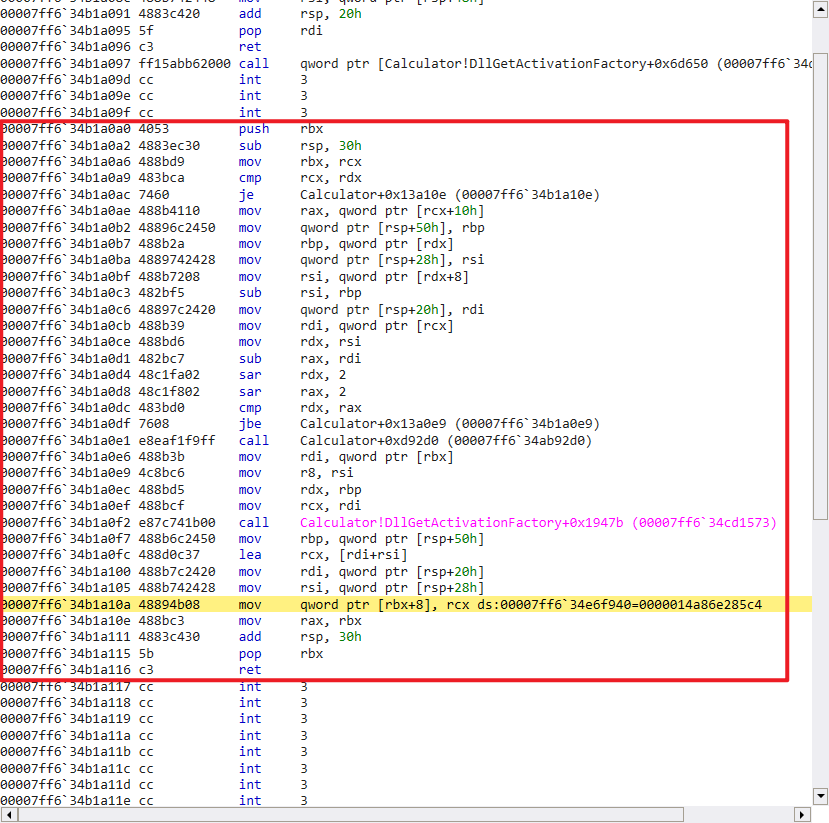 00007ff6`34b1a091 4883c420 add rsp, 20h
00007ff6`34b1a095 5f pop rdi
00007ff6`34b1a096 c3 ret
00007ff6`34b1a097 ff15abb62000 call qword ptr [Calculator!DllGetActivationFactory+0x6d650 (00007ff6`34c
00007ff6`34b1a09d cc int 3
00007ff6`34b1a09e cc int 3
00007ff6`34b1a09f cc int 3
00007ff6`34b1a0a0 4053 push rbx
00007ff6`34b1a0a2 4883ec30 sub rsp, 30h
00007ff6`34b1a0a6 488bd9 mov rbx, rcx
00007ff6`34b1a0a9 483bca cmp rcx, rdx
00007ff6`34b1a0ac 7460 je Calculator+0x13a10e (00007ff6`34b1a10e)
00007ff6`34b1a0ae 488b4110 mov rax, qword ptr [rcx+10h]
00007ff6`34b1a0b2 48896c2450 mov qword ptr [rsp+50h], rbp
00007ff6`34b1a0b7 488b2a mov rbp, qword ptr [rdx]
00007ff6`34b1a0ba 4889742428 mov qword ptr [rsp+28h], rsi
00007ff6`34b1a0bf 488b7208 mov rsi, qword ptr [rdx+8]
00007ff6`34b1a0c3 482bf5 sub rsi, rbp
00007ff6`34b1a0c6 48897c2420 mov qword ptr [rsp+20h], rdi
00007ff6`34b1a0cb 488b39 mov rdi, qword ptr [rcx]
00007ff6`34b1a0ce 488bd6 mov rdx, rsi
00007ff6`34b1a0d1 482bc7 sub rax, rdi
00007ff6`34b1a0d4 48c1fa02 sar rdx, 2
00007ff6`34b1a0d8 48c1f802 sar rax, 2
00007ff6`34b1a0dc 483bd0 cmp rdx, rax
00007ff6`34b1a0df 7608 jbe Calculator+0x13a0e9 (00007ff6`34b1a0e9)
00007ff6`34b1a0e1 e8eaf1f9ff call Calculator+0xd92d0 (00007ff6`34ab92d0)
00007ff6`34b1a0e6 488b3b mov rdi, qword ptr [rbx]
00007ff6`34b1a0e9 4c8bc6 mov r8, rsi
00007ff6`34b1a0ec 488bd5 mov rdx, rbp
00007ff6`34b1a0ef 488bcf mov rcx, rdi
00007ff6`34b1a0f2 e87c741b00 call Calculator!DllGetActivationFactory+0x1947b (00007ff6`34cd1573)
00007ff6`34b1a0f7 488b6c2450 mov rbp, qword ptr [rsp+50h]
00007ff6`34b1a0fc 488d0c37 lea rcx, [rdi+rsi]
00007ff6`34b1a100 488b7c2420 mov rdi, qword ptr [rsp+20h]
00007ff6`34b1a105 488b742428 mov rsi, qword ptr [rsp+28h]
00007ff6`34b1a10a 48894b08 mov qword ptr [rbx+8], rcx ds:00007ff6`34e6f940=0000014a86e285c4
00007ff6`34b1a10e 488bc3 mov rax, rbx
00007ff6`34b1a111 4883c430 add rsp, 30h
00007ff6`34b1a115 5b pop rbx
00007ff6`34b1a116 c3 ret
00007ff6`34b1a117 cc int 3
00007ff6`34b1a118 cc int 3
00007ff6`34b1a119 cc int 3
00007ff6`34b1a11a cc int 3
00007ff6`34b1a11b cc int 3
00007ff6`34b1a11c cc int 3
00007ff6`34b1a11d cc int 3
00007ff6`34b1a11e cc int 3